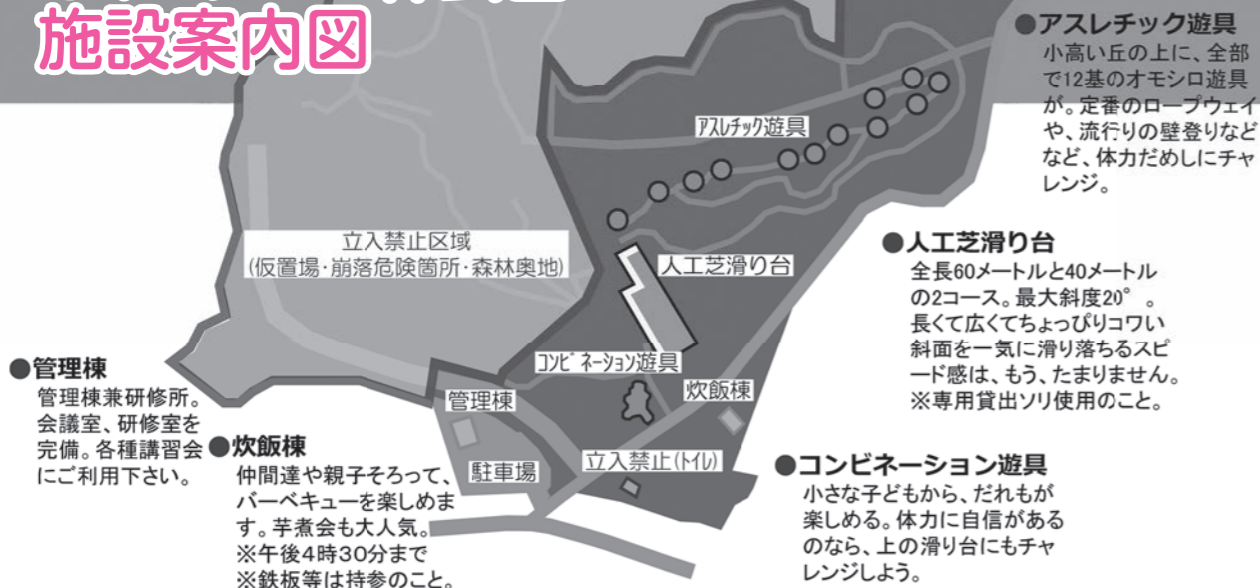 施設案内図
●アスレチック遊具
小高い丘の上に、全部
で12基のオモシロ遊具
が。定番のロープウェイ
や、流行りの壁登りなど
など、体力だめしにチャ
レンジ。
アスレチック遊具
立入禁止区域
(仮置場・崩落危険箇所・森林奥地)
人工芝滑り台
●人工芝滑り台
全長60メートルと40メートル
の2コース。最大斜度20°。
長くて広くてちょっぴりコワい
斜面を一気に滑り落ちるスピ
ード感は、もう、たまりません。
※専用貸出ソリ使用のこと。
コンビネーション遊具
炊飯棟
管理棟
駐車場
立入禁止(トイレ)
●管理棟
管理棟兼研修所。
会議室、研修室を
完備。各種講習会
にご利用下さい。
●炊飯棟
仲間達や親子そろって、
バーベキューを楽しめま
す。芋煮会も大人気。
※午後4時30分まで
※鉄板等は持参のこと。
●コンビネーション遊具
小さな子どもから、だれもが
楽しめる。体力に自信がある
のなら、上の滑り台にもチャ
レンジしよう。